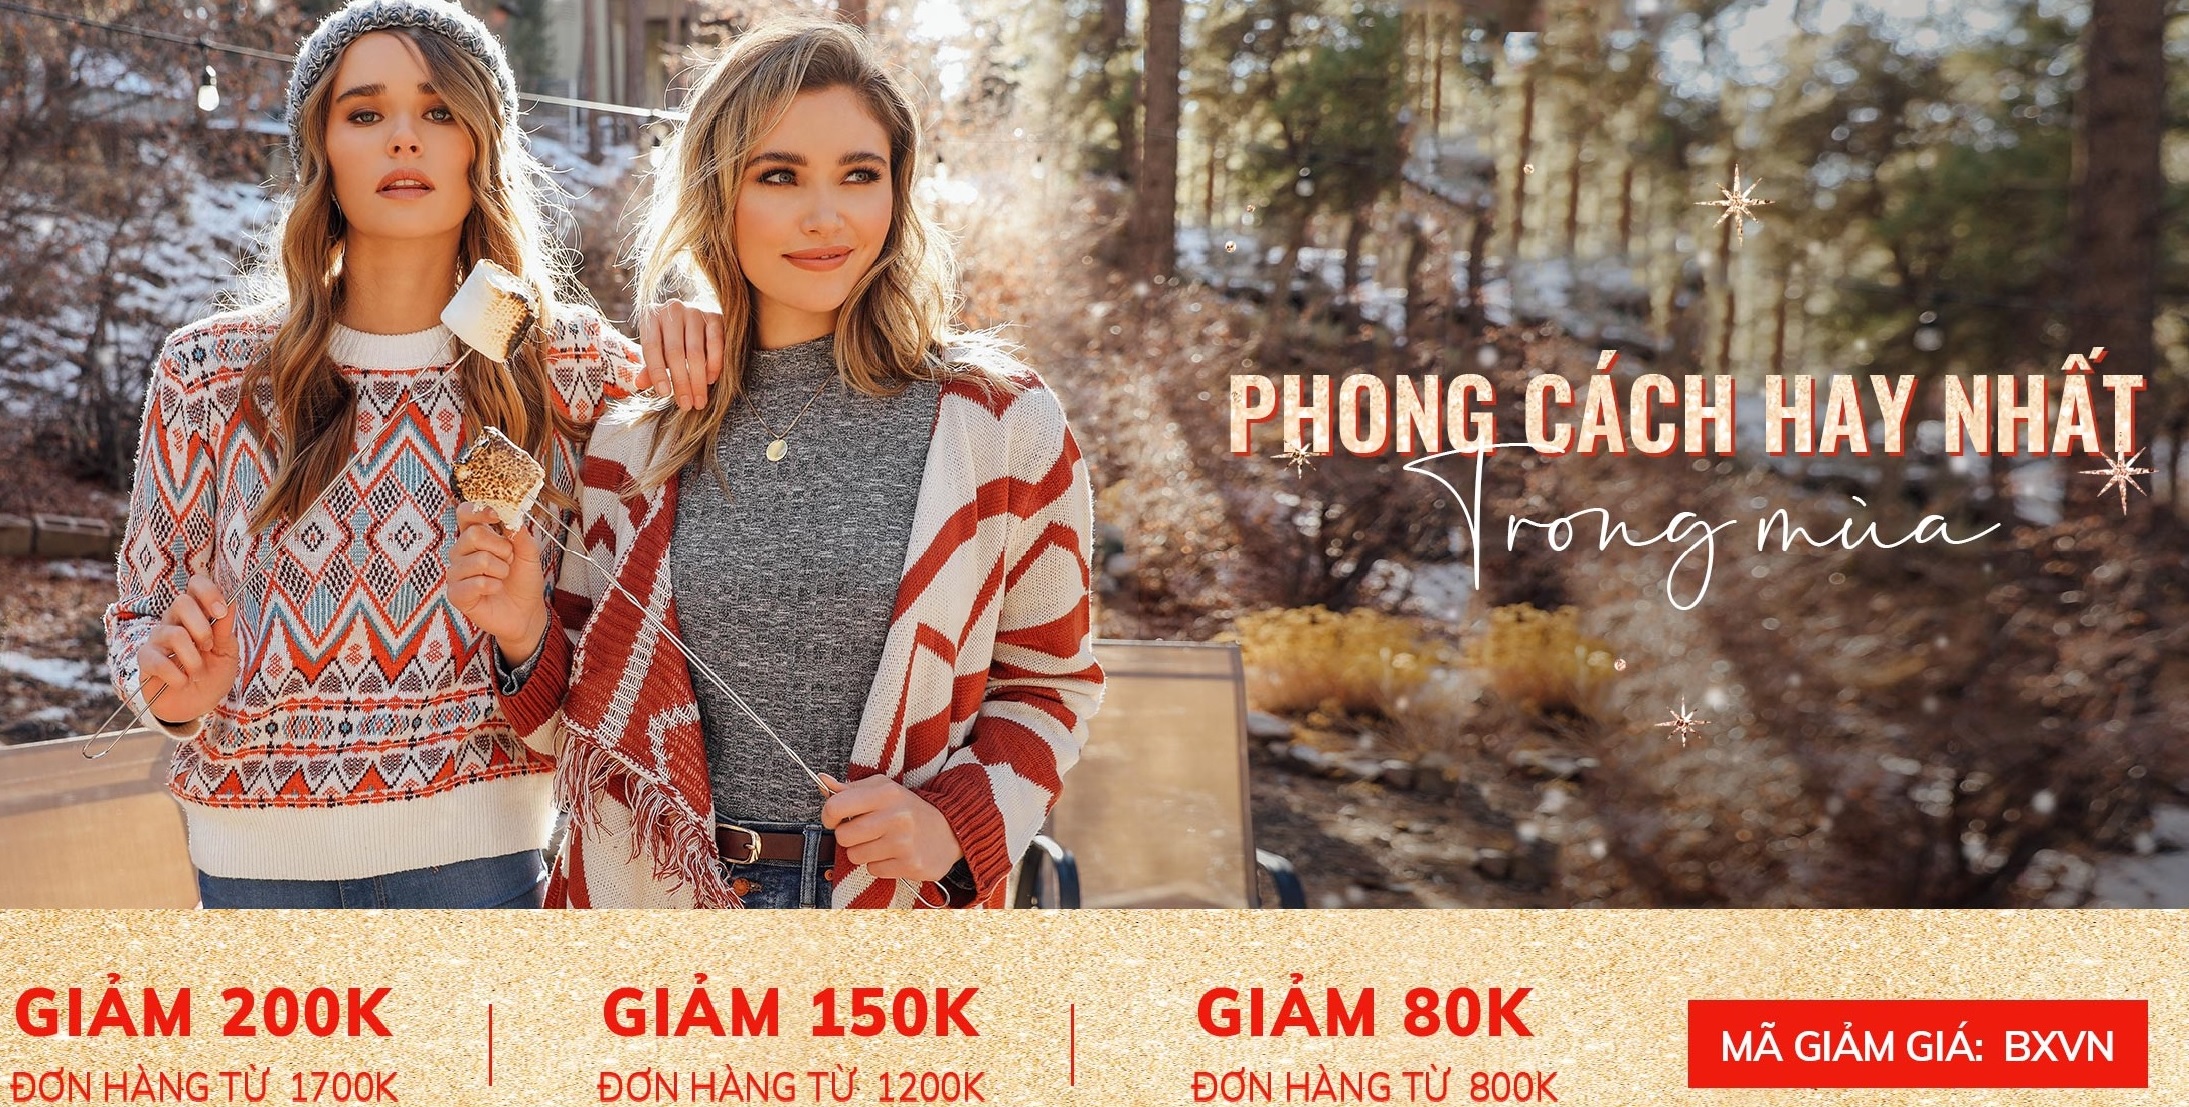 PHONG CÁCH HAY NHẤT
Trong mùa
GIẢM 200K
ĐƠN HÀNG TỪ 1700K
GIẢM 150K
ĐƠN HÀNG TỪ 1200K
GIẢM 80K
ĐƠN HÀNG TỪ 800K
MÃ GIẢM GIÁ: BXVN